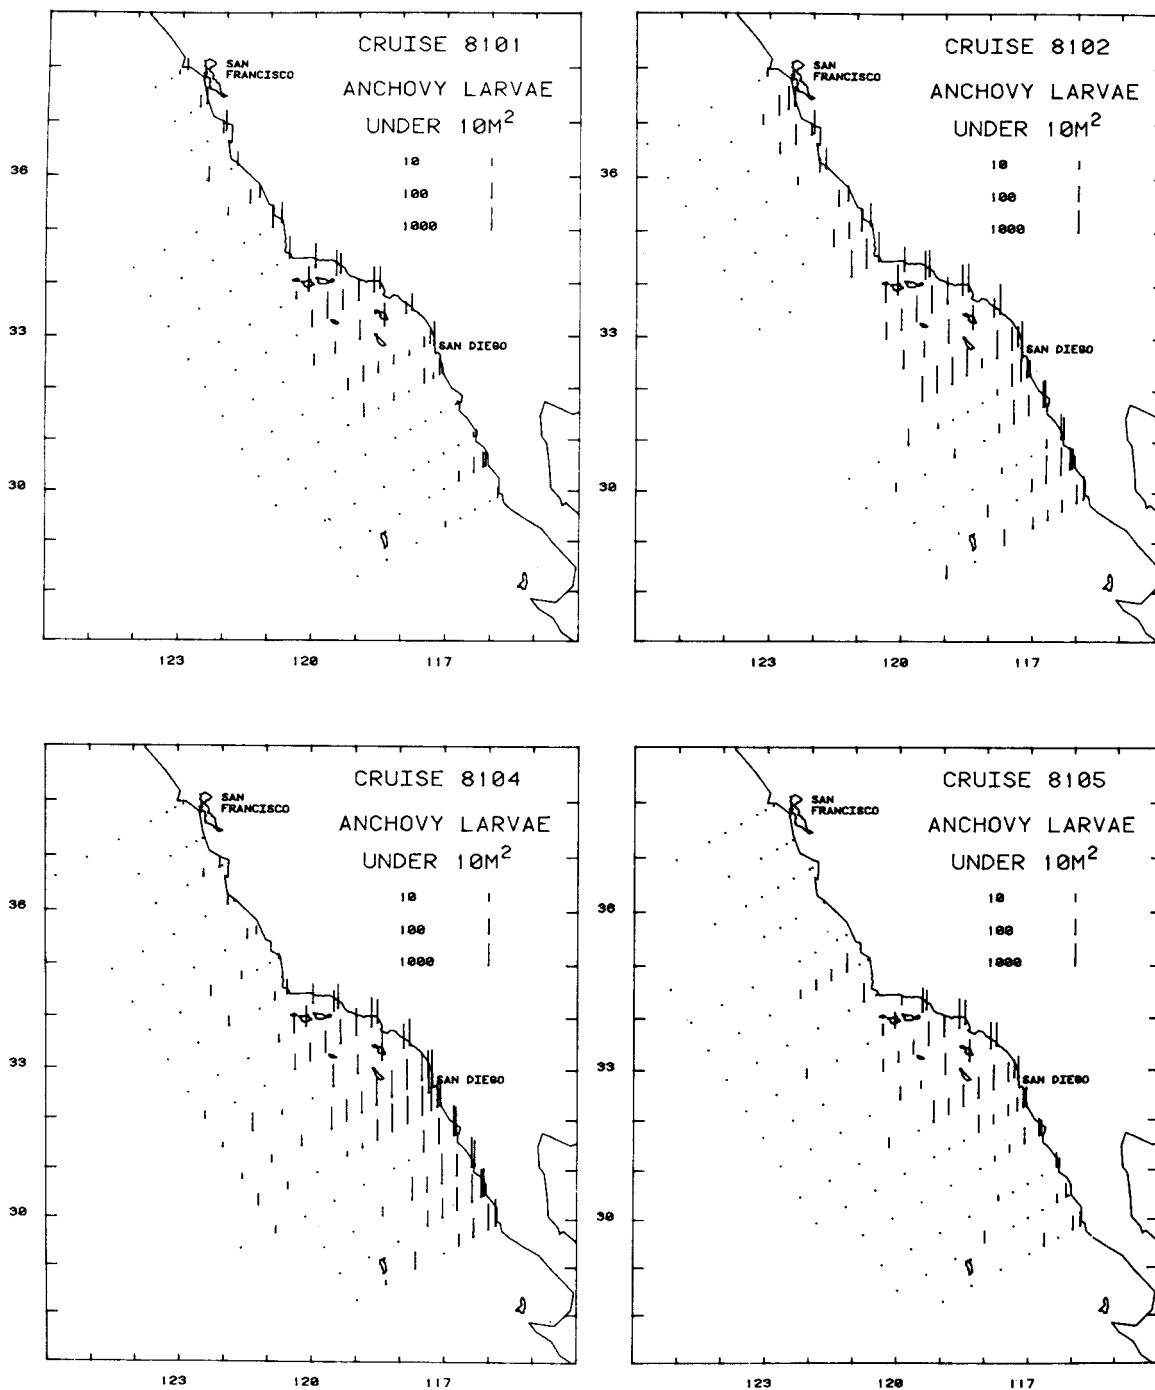 CRUISE 8101
ANCHOVY LARVAE
UNDER 10M²
10
100
1000
SAN
FRANCISCO
SAN DIEGO
36
33
30
123 120 117
CRUISE 8102
ANCHOVY LARVAE
UNDER 10M²
10
100
1000
SAN
FRANCISCO
SAN DIEGO
36
33
30
123 120 117
CRUISE 8104
ANCHOVY LARVAE
UNDER 10M²
10
100
1000
SAN
FRANCISCO
SAN DIEGO
36
33
30
123 120 117
CRUISE 8105
ANCHOVY LARVAE
UNDER 10M²
10
100
1000
SAN
FRANCISCO
SAN DIEGO
36
33
30
123 120 117